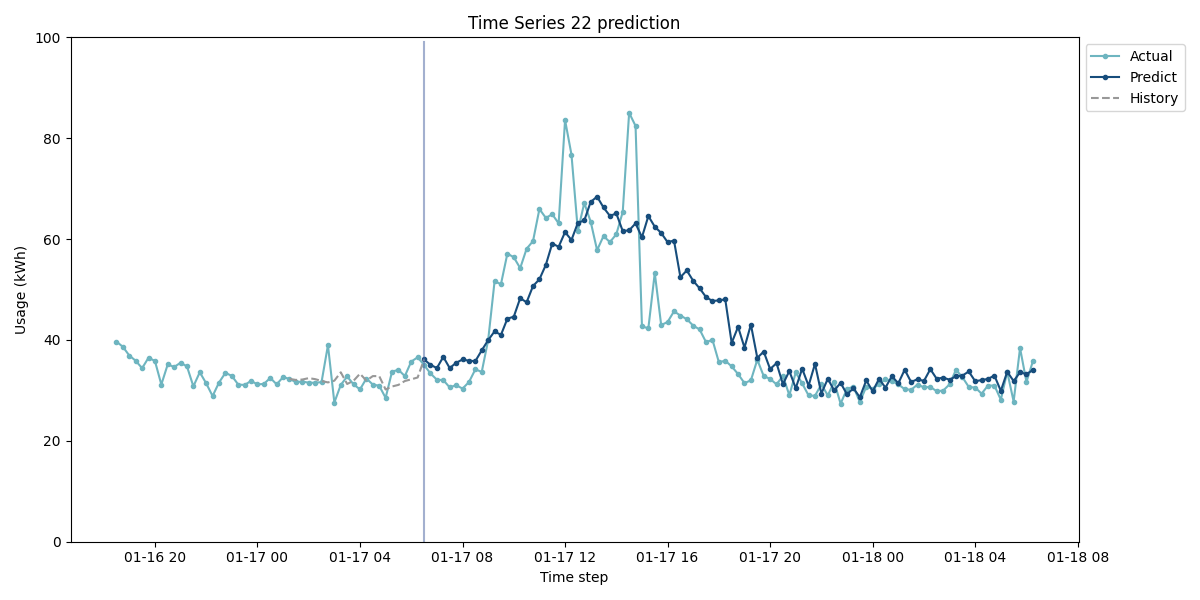 Time Series 22 prediction
100
80
60
40
20
0
Usage (kWh)
01-16 20
01-17 00
01-17 04
01-17 08
01-17 12
01-17 16
01-17 20
01-18 00
01-18 04
01-18 08
Time step
Actual
Predict
History